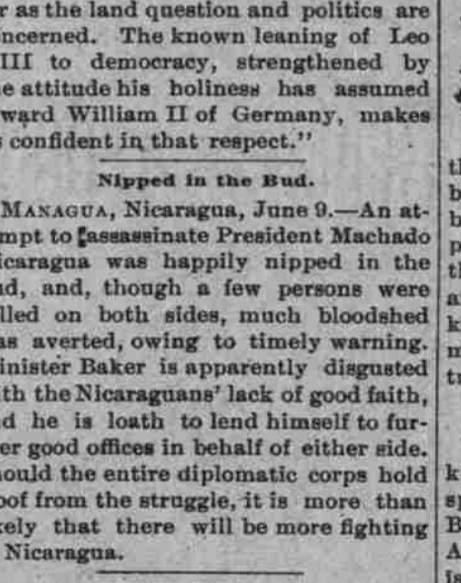 r as the land question and politics are
ncerned. The known leaning of Leo
III to democracy, strengthened by
e attitude his holiness has assumed
ward William II of Germany, makes
s confident in that respect."
Nipped in the Bud.
MANAGUA, Nicaragua, June 9.—An at-
mpt to assassinate President Machado
icaragua was happily nipped in the
ud, and, though a few persons were
lled on both sides, much bloodshed
as averted, owing to timely warning.
inister Baker is apparently disgusted
ith the Nicaraguans' lack of good faith,
d he is loath to lend himself to fur-
er good offices in behalf of either side.
hould the entire diplomatic corps hold
oof from the struggle, it is more than
kely that there will be more fighting
Nicaragua.